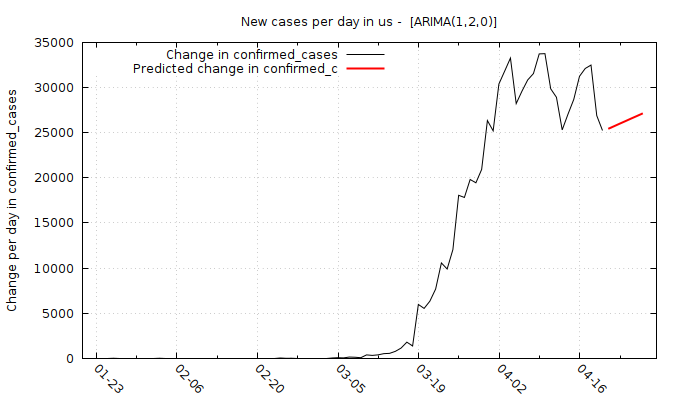 New cases per day in us - [ARIMA(1,2,0)]
Change in confirmed_cases
Predicted change in confirmed_c
Change per day in confirmed_cases
35000
30000
25000
20000
15000
10000
5000
0
01-23 02-06 02-20 03-05 03-19 04-02 04-16